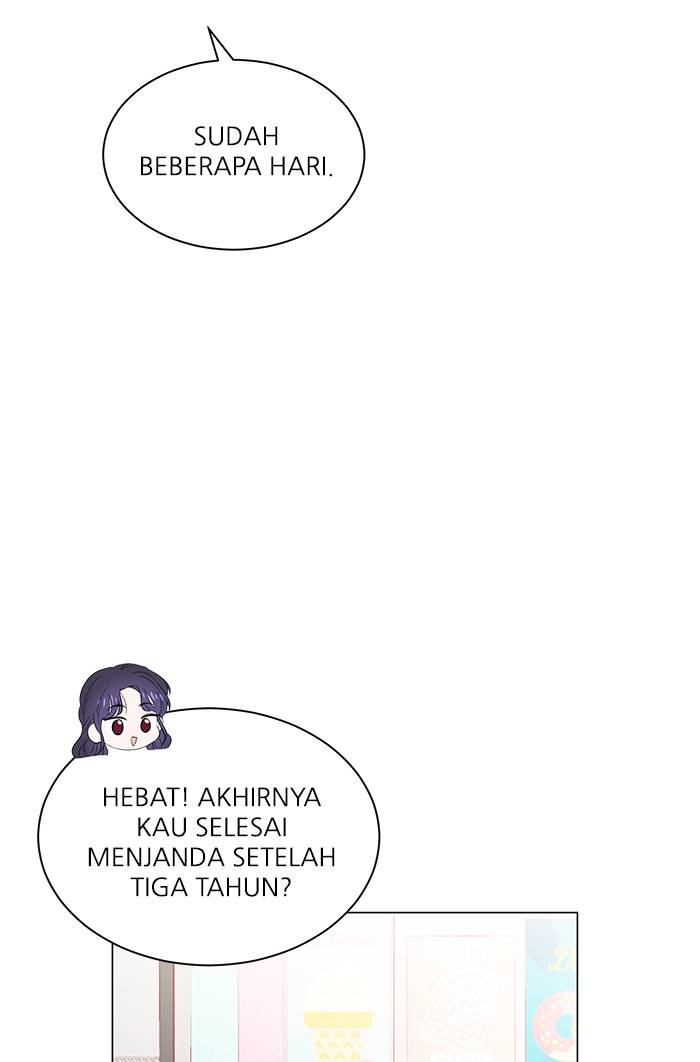 SUDAH
BEBERAPA HARI.
HEBAT! AKHIRNYA
KAU SELESAI
MENJANDA SETELAH
TIGA TAHUN?